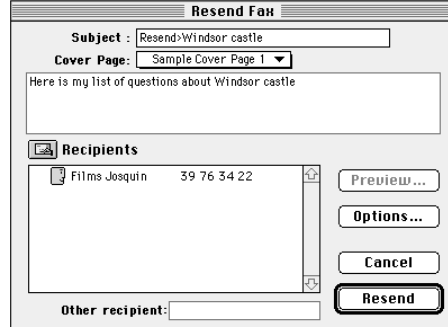 Resend Fax
Subject : Resend>Windsor castle
Cover Page: Sample Cover Page 1
Here is my list of questions about Windsor castle
Recipients
Films Josquin 39 76 34 22
Preview...
Options...
Cancel
Resend
Other recipient: